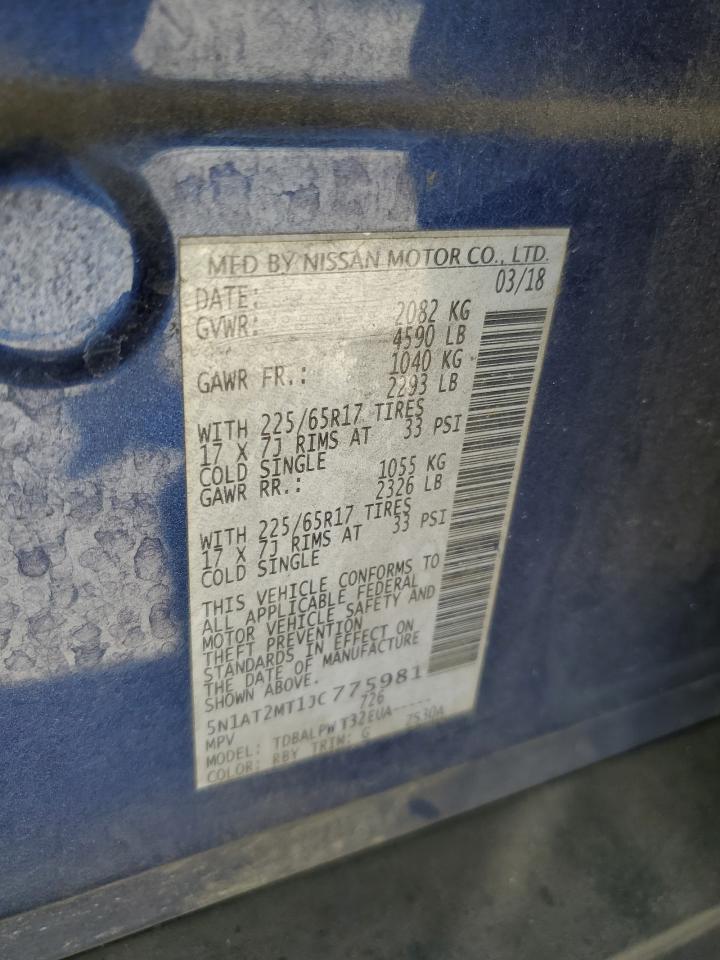 MFD BY NISSAN MOTOR CO., LTD.
DATE: 03/18
GVWR: 2082 KG
4590 LB
GAWR FR.: 1040 KG
2293 LB
WITH 225/65R17 TIRES
17 X 7J RIMS AT 33 PSI
COLD SINGLE
GAWR RR.: 1055 KG
2326 LB
WITH 225/65R17 TIRES
17 X 7J RIMS AT 33 PSI
COLD SINGLE
THIS VEHICLE CONFORMS TO
ALL APPLICABLE FEDERAL
MOTOR VEHICLE SAFETY AND
THEFT PREVENTION
STANDARDS IN EFFECT ON
THE DATE OF MANUFACTURE
SHOWN ABOVE.
5N1AT2MT1JC775981
MPV 726
MODEL: TDBALPWT32EUA-----
COLOR: RBY TRIM: G 2530A